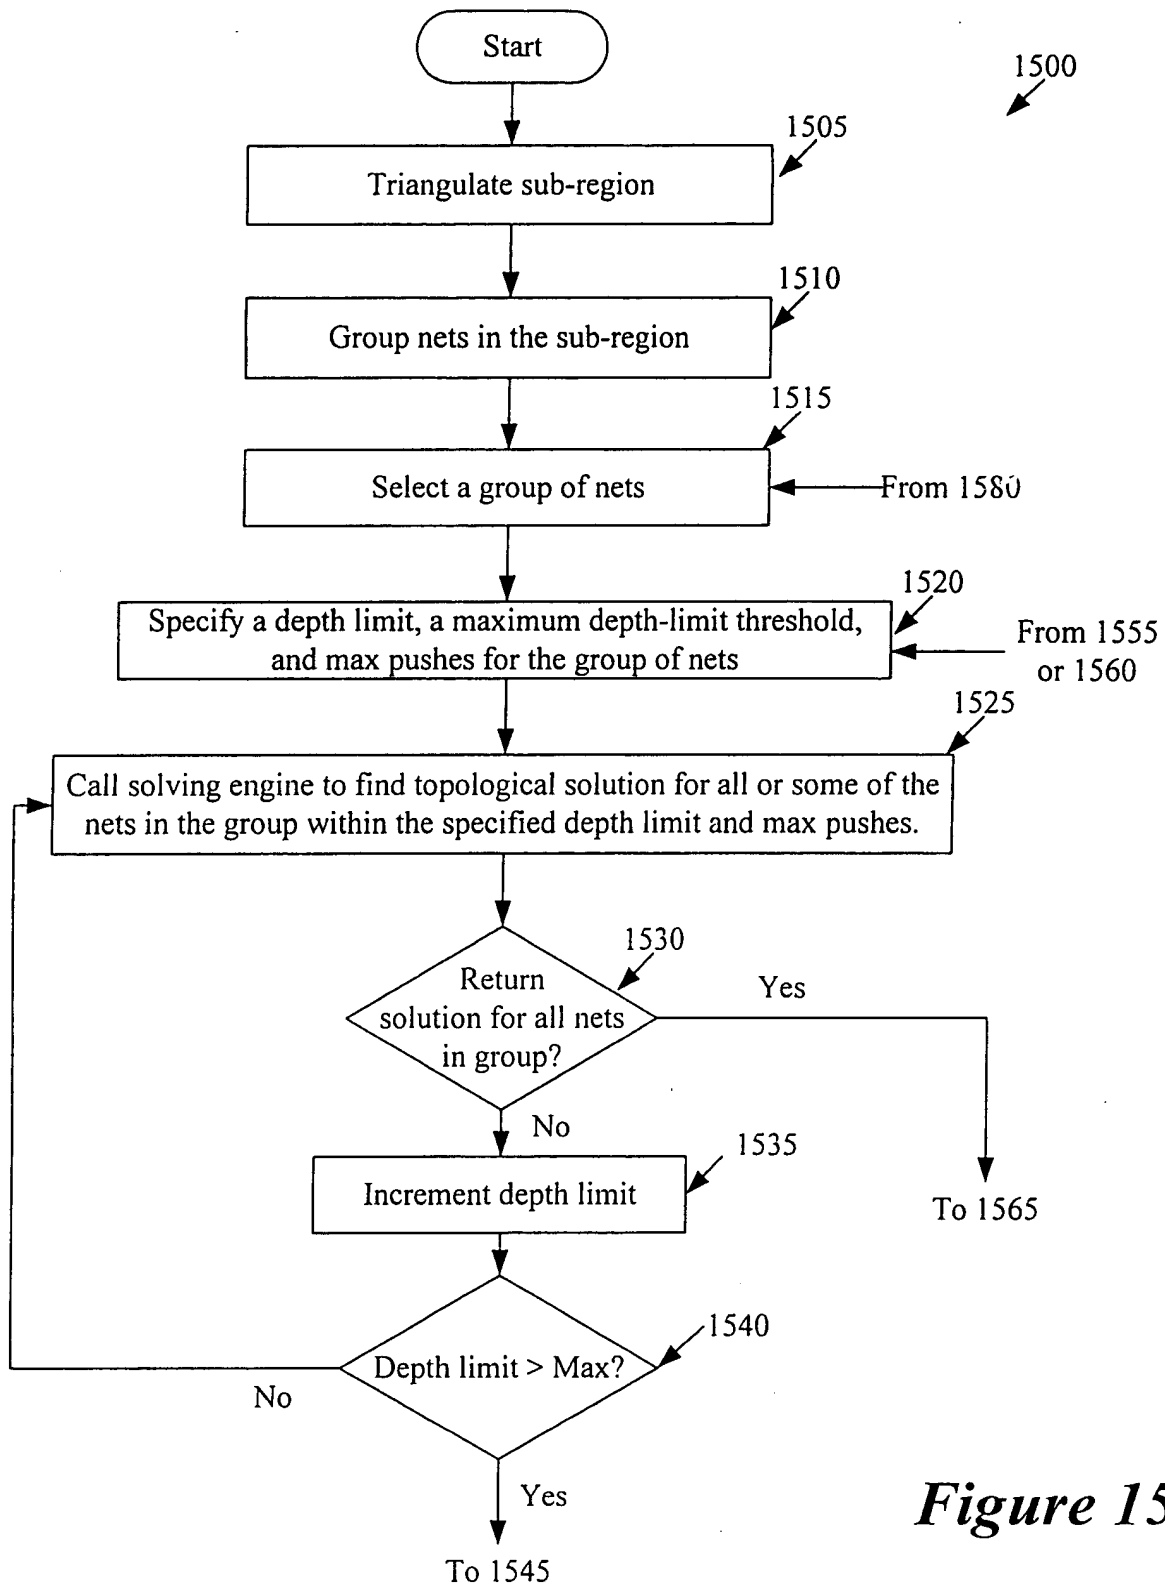 Start
1500
1505
Triangulate sub-region
1510
Group nets in the sub-region
1515
Select a group of nets
From 1580
1520
Specify a depth limit, a maximum depth-limit threshold,
and max pushes for the group of nets
From 1555
or 1560
1525
Call solving engine to find topological solution for all or some of the
nets in the group within the specified depth limit and max pushes.
1530
Return
solution for all nets
in group?
Yes
No
1535
Increment depth limit
To 1565
1540
Depth limit > Max?
No
Yes
To 1545
Figure 15